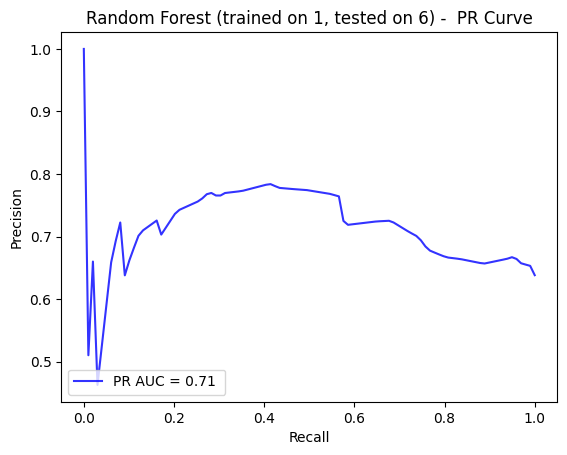 Random Forest (trained on 1, tested on 6) -  PR Curve
1.0
0.9
0.8
0.7
0.6
0.5
Precision
PR AUC = 0.71
0.0 0.2 0.4 0.6 0.8 1.0
Recall